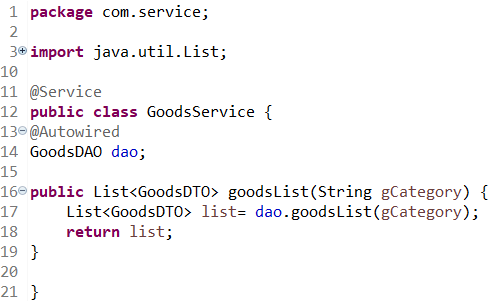 1 package com.service;
2
3 import java.util.List;
10
11 @Service
12 public class GoodsService {
13 @Autowired
14 GoodsDAO dao;
15
16 public List<GoodsDTO> goodsList(String gCategory) {
17     List<GoodsDTO> list= dao.goodsList(gCategory);
18     return list;
19 }
20
21 }